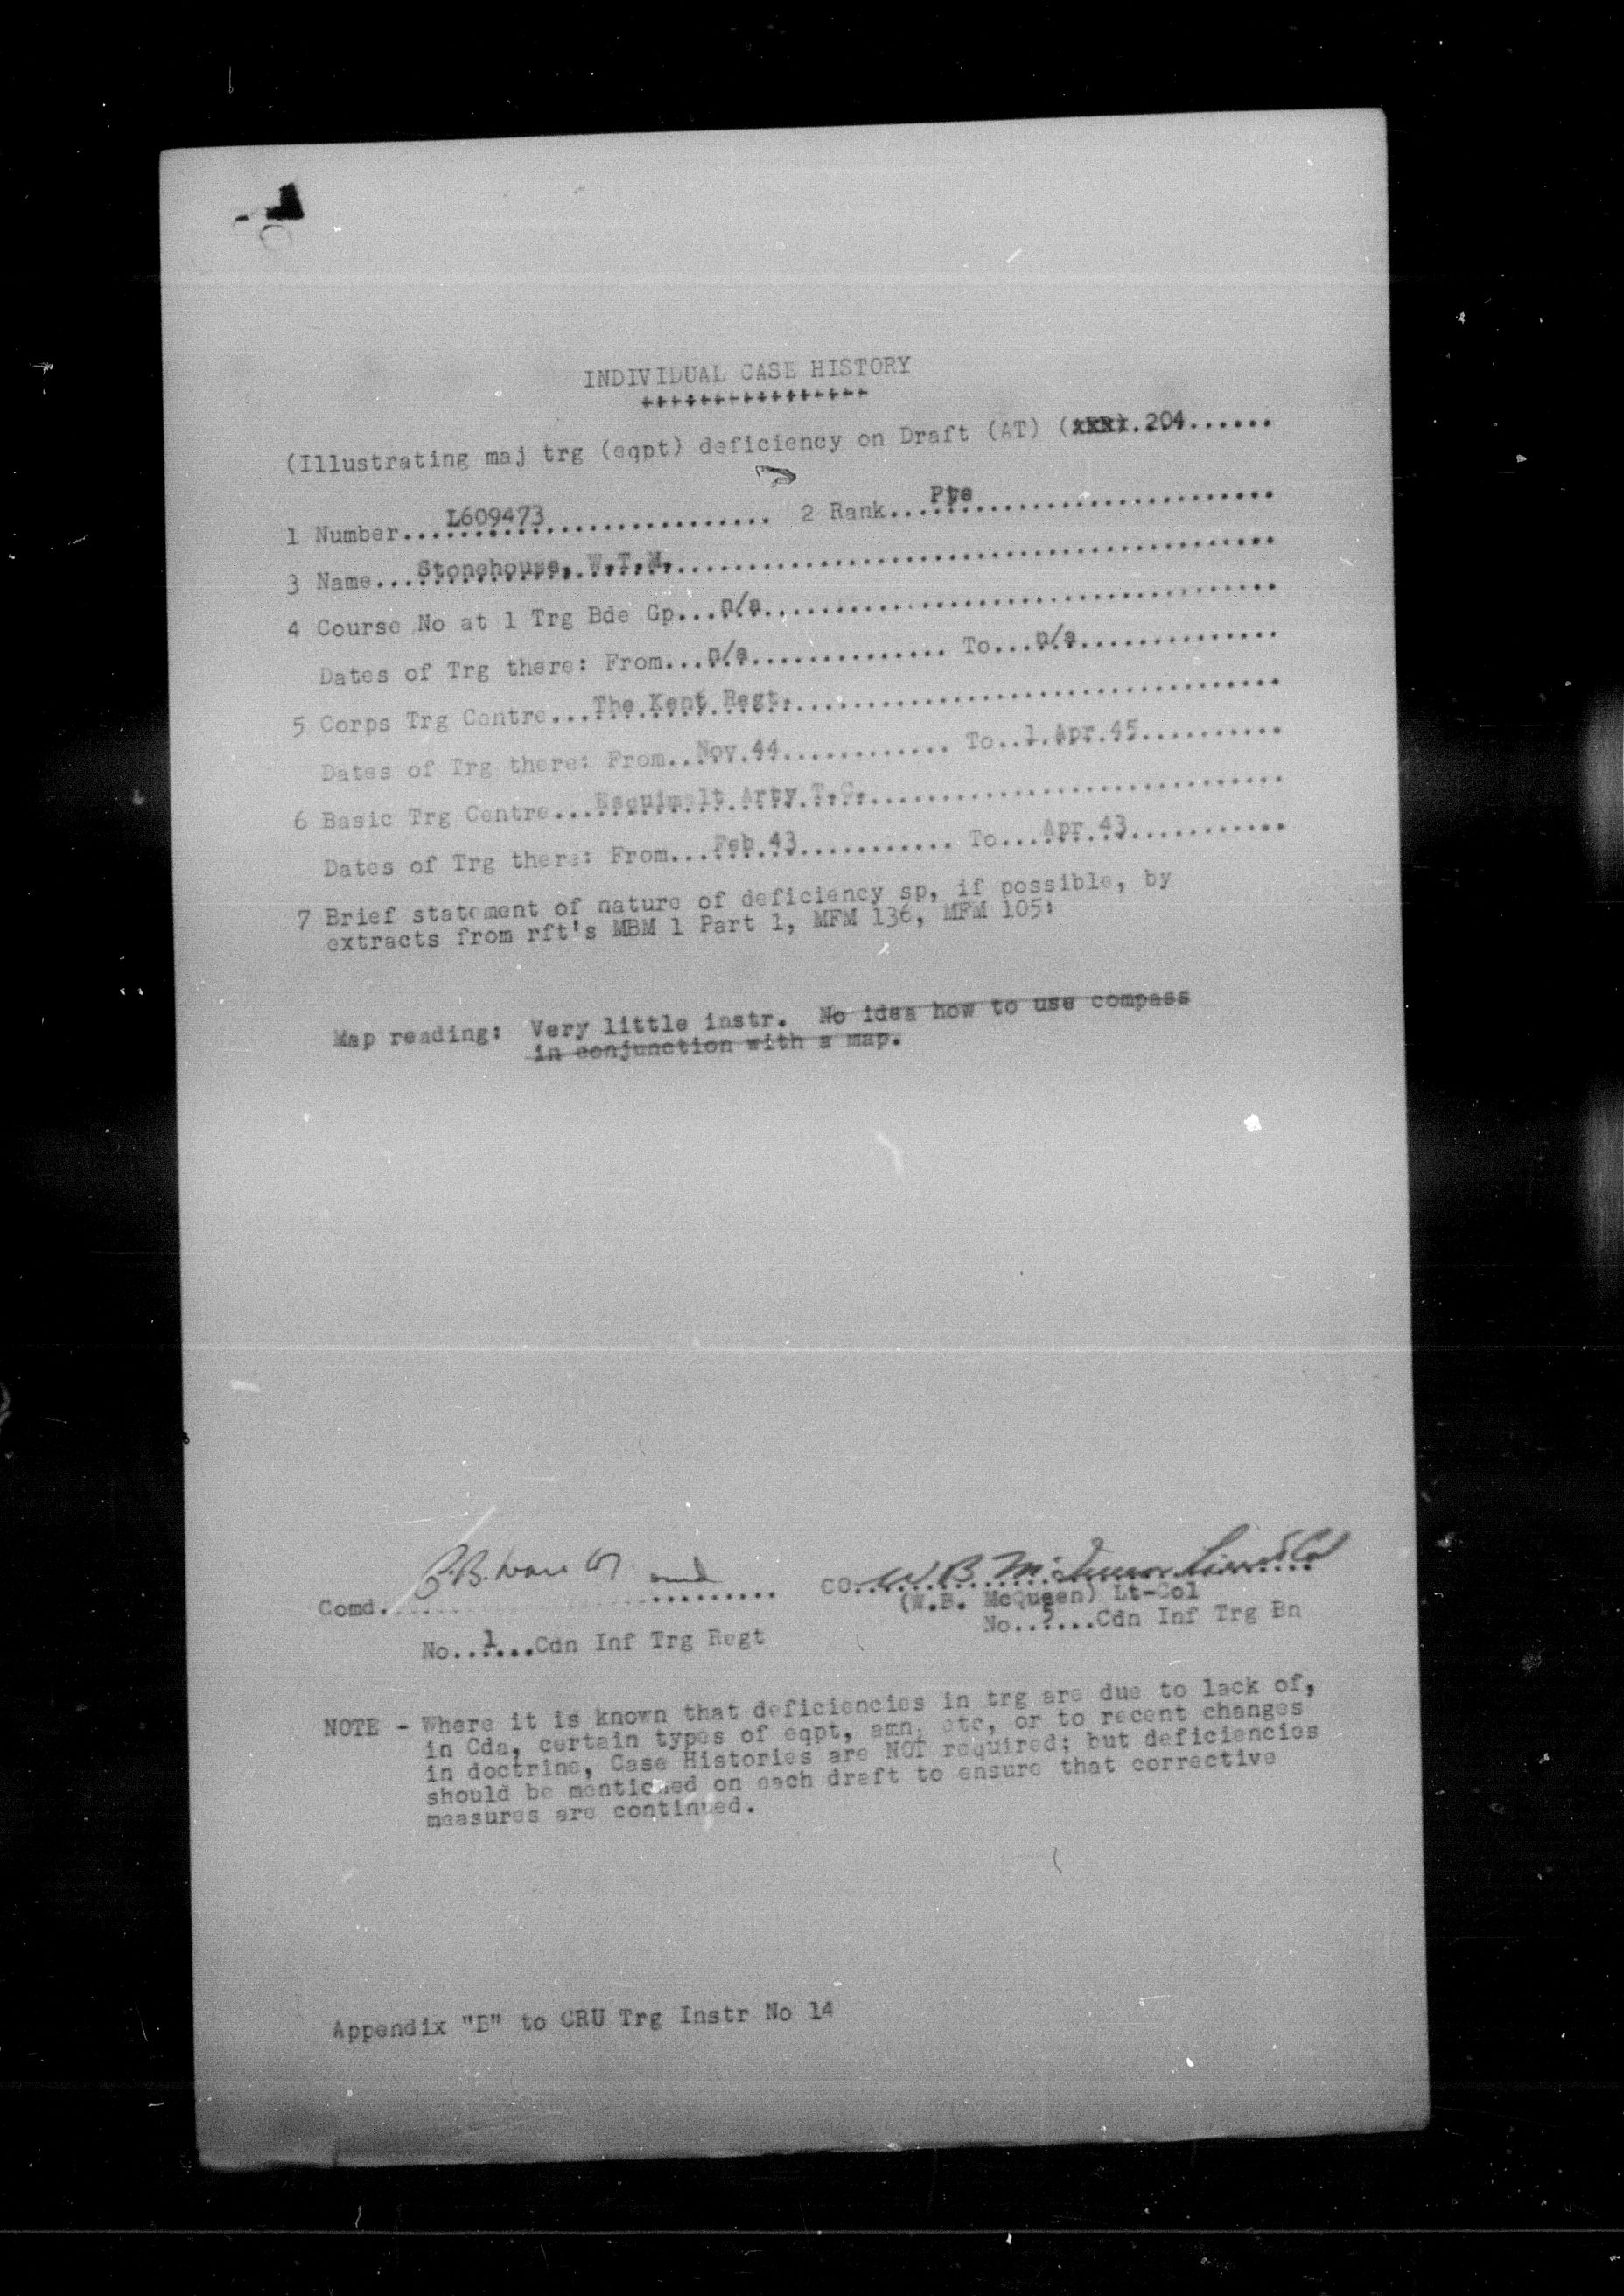 INDIVIDUAL CASE HISTORY
++++++++++++++++
(Illustrating maj trg (eqpt) deficiency on Draft (AT) (.204......
1 Number...L609473................ 2 Rank...Pte................
3 Name...Stonehouse, W.T.M.................
4 Course No at 1 Trg Bde Gp...n/a................
Dates of Trg there: From...n/a.............. To...n/a..............
5 Corps Trg Centre...The Kent Regt.................
Dates of Trg there: From..Nov.44............ To..1.Apr.45..........
6 Basic Trg Centre...Esquimalt Arty T.C.................
Dates of Trg there: From...Feb 43........... To...Apr.43...........
7 Brief statement of nature of deficiency sp, if possible, by
extracts from rft's MBM 1 Part 1, MFM 136, MFM 105:
Map reading: Very little instr. No idea how to use compass
in conjunction with a map.
Comd............ CO............
(W.B. McQueen) Lt-Col
No.....Cdn Inf Trg Bn
No..1...Cdn Inf Trg Regt
NOTE - Where it is known that deficiencies in trg are due to lack of,
in Cda, certain types of eqpt, amn, etc, or to recent changes
in doctrine, Case Histories are NOT required; but deficiencies
should be mentioned on each draft to ensure that corrective
measures are continued.
Appendix "B" to CRU Trg Instr No 14